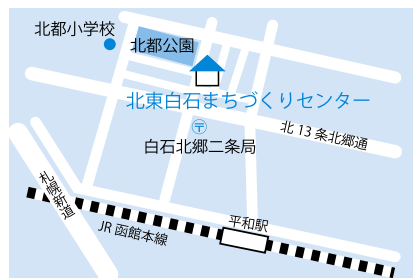 北都小学校
北都公園
北東白石まちづくりセンター
〒
白石北郷二条局
北13条北郷通
札幌新道
平和駅
JR函館本線